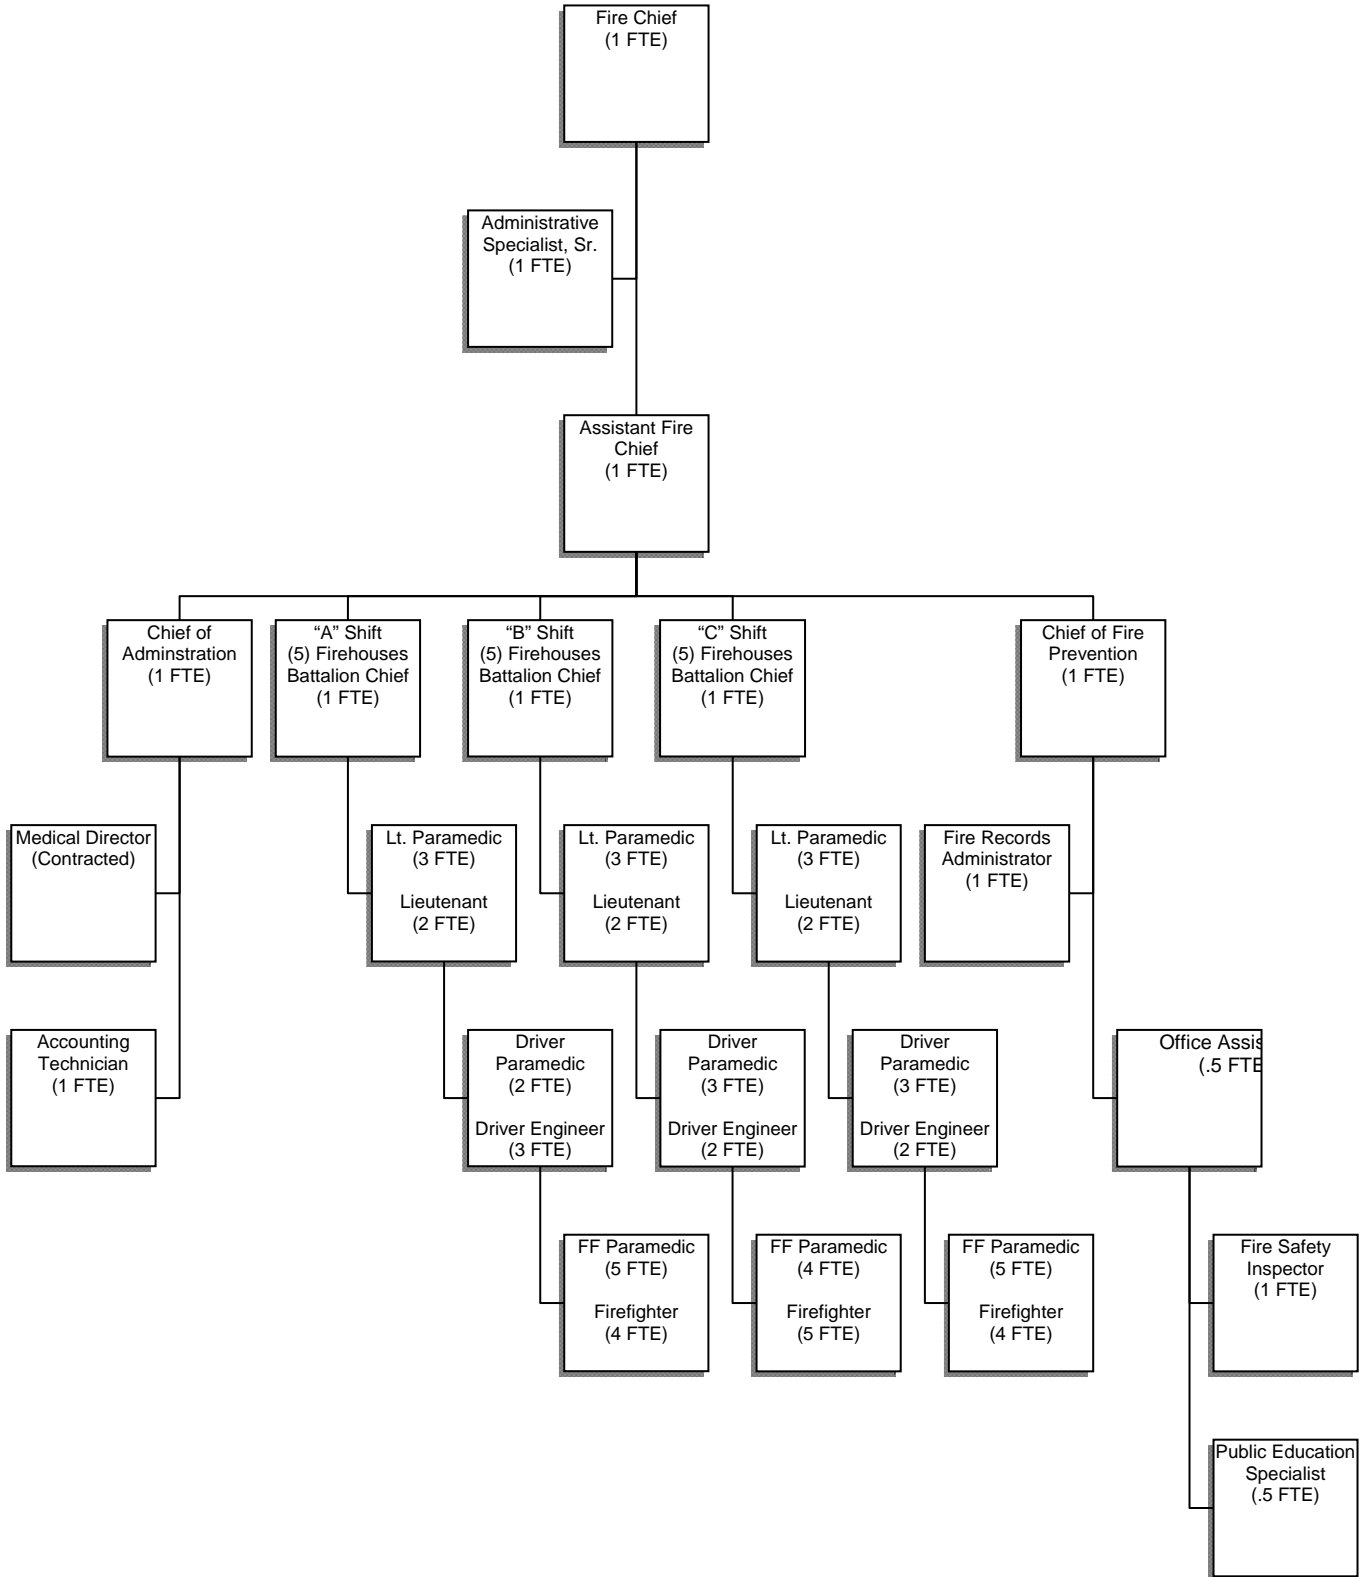 Fire Chief
(1 FTE)
Administrative
Specialist, Sr.
(1 FTE)
Assistant Fire
Chief
(1 FTE)
Chief of
Adminstration
(1 FTE)
“A” Shift
(5) Firehouses
Battalion Chief
(1 FTE)
“B” Shift
(5) Firehouses
Battalion Chief
(1 FTE)
“C” Shift
(5) Firehouses
Battalion Chief
(1 FTE)
Chief of Fire
Prevention
(1 FTE)
Medical Director
(Contracted)
Lt. Paramedic
(3 FTE)
Lieutenant
(2 FTE)
Lt. Paramedic
(3 FTE)
Lieutenant
(2 FTE)
Lt. Paramedic
(3 FTE)
Lieutenant
(2 FTE)
Fire Records
Administrator
(1 FTE)
Accounting
Technician
(1 FTE)
Driver
Paramedic
(2 FTE)
Driver Engineer
(3 FTE)
Driver
Paramedic
(3 FTE)
Driver Engineer
(2 FTE)
Driver
Paramedic
(3 FTE)
Driver Engineer
(2 FTE)
Office Assis
(.5 FTE
FF Paramedic
(5 FTE)
Firefighter
(4 FTE)
FF Paramedic
(4 FTE)
Firefighter
(5 FTE)
FF Paramedic
(5 FTE)
Firefighter
(4 FTE)
Fire Safety
Inspector
(1 FTE)
Public Education
Specialist
(.5 FTE)